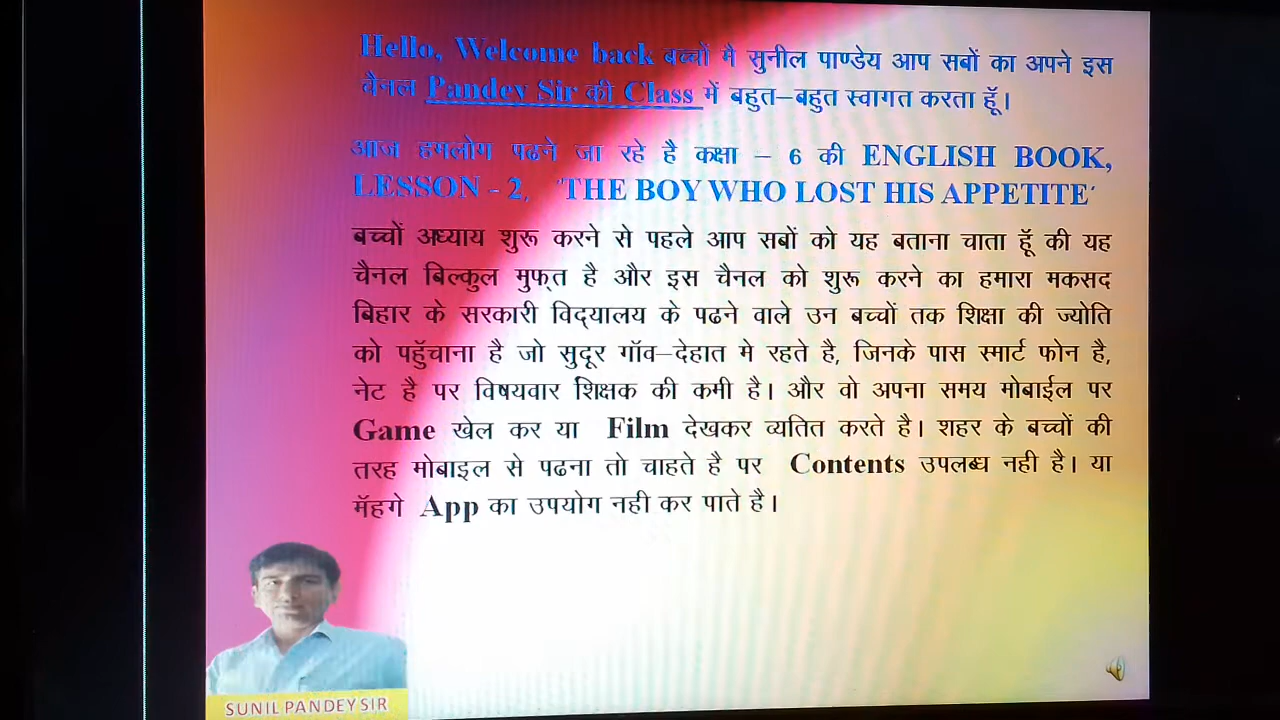 Hello, Welcome back बच्चों मै सुनील पाण्डेय आप सबों का अपने इस
चैनल Pandey Sir की Class में बहुत–बहुत स्वागत करता हूॅ।
आज हमलोग पढने जा रहे है कक्षा – 6 की ENGLISH BOOK,
LESSON - 2, 'THE BOY WHO LOST HIS APPETITE'
बच्चों अध्याय शुरू करने से पहले आप सबों को यह बताना चाता हूॅ की यह
चैनल बिल्कुल मुफ्त है और इस चैनल को शुरू करने का हमारा मकसद
बिहार के सरकारी विद्यालय के पढने वाले उन बच्चों तक शिक्षा की ज्योति
को पहुॅचाना है जो सुदूर गॉव–देहात मे रहते है, जिनके पास स्मार्ट फोन है,
नेट है पर विषयवार शिक्षक की कमी है। और वो अपना समय मोबाईल पर
Game खेल कर या Film देखकर व्यतित करते है। शहर के बच्चों की
तरह मोबाइल से पढना तो चाहते है पर Contents उपलब्ध नही है। या
मॅहगे App का उपयोग नही कर पाते है।
SUNIL PANDEY SIR